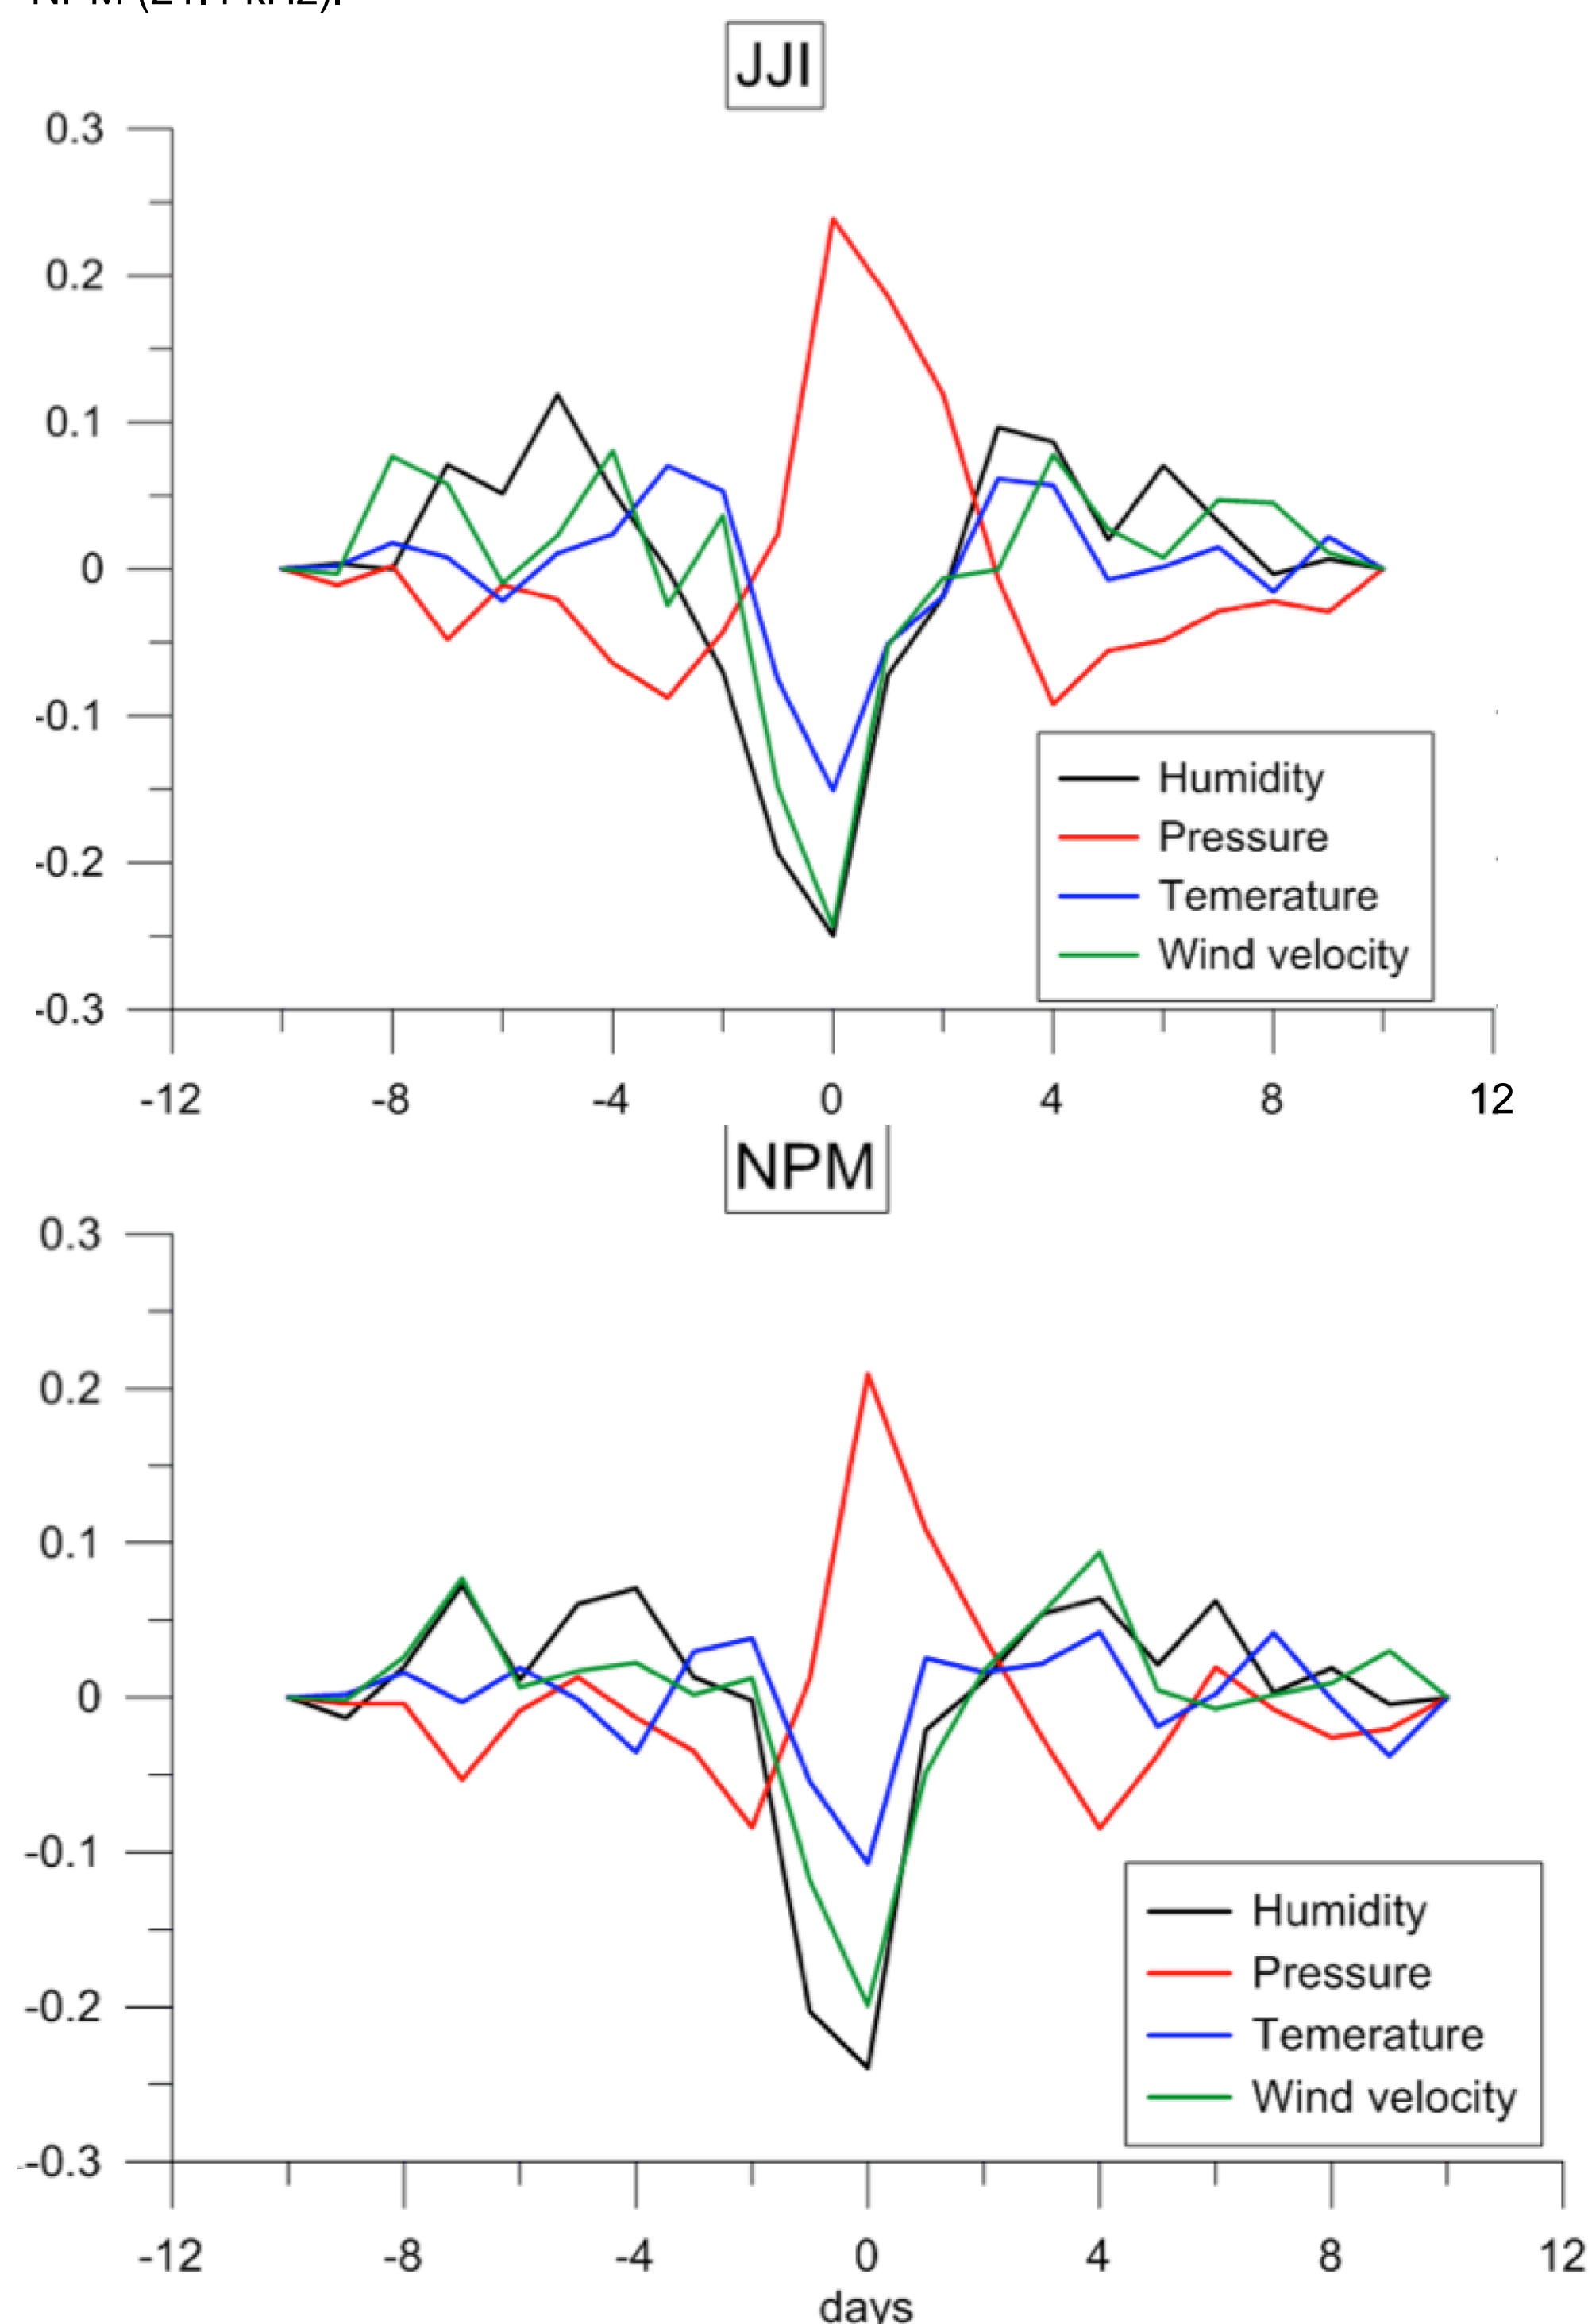 JJI
0.3
0.2
0.1
0
-0.1
-0.2
-0.3
Humidity
Pressure
Temerature
Wind velocity
-12 -8 -4 0 4 8 12
NPM
0.3
0.2
0.1
0
-0.1
-0.2
-0.3
Humidity
Pressure
Temerature
Wind velocity
-12 -8 -4 0 4 8 12
days